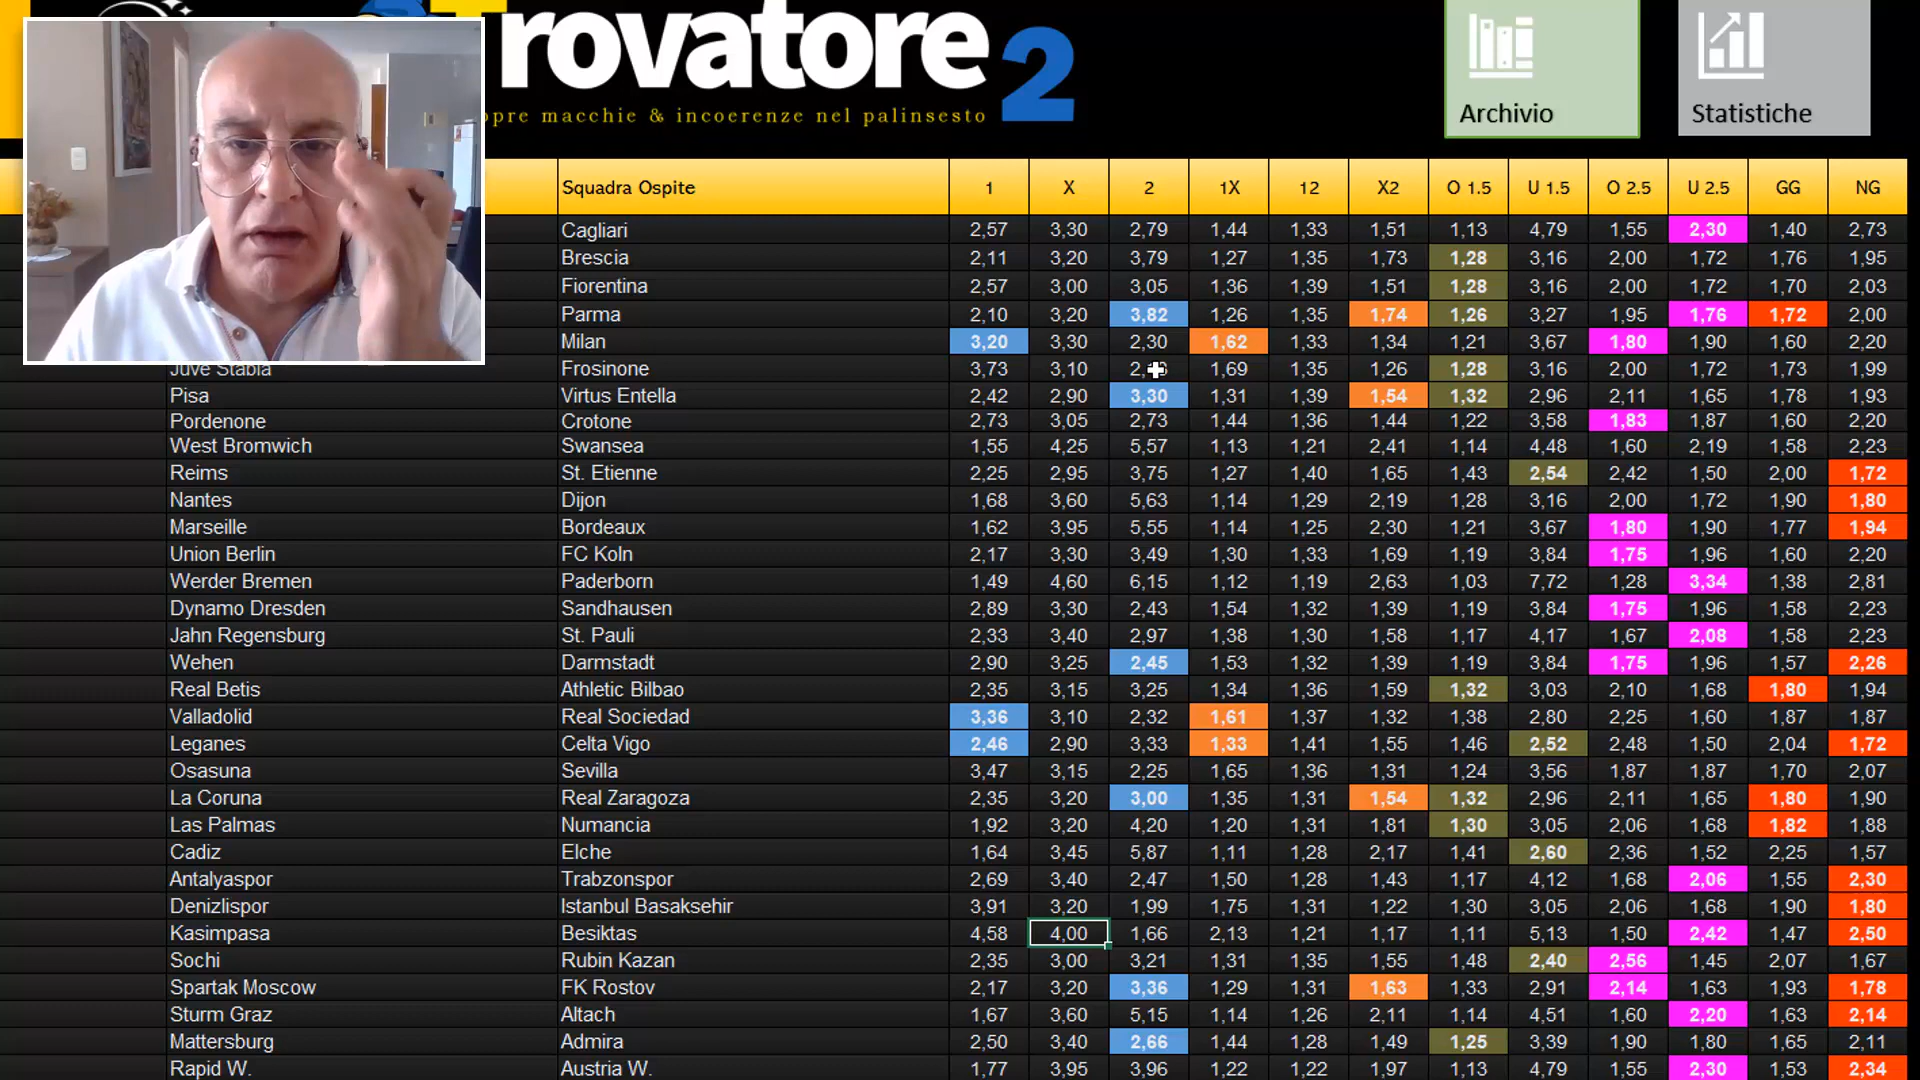 Trovatore 2
opre macchie & incoerenze nel palinsesto
Archivio
Statistiche
Squadra Ospite 1 X 2 1X 12 X2 O 1.5 U 1.5 O 2.5 U 2.5 GG NG
Cagliari 2,57 3,30 2,79 1,44 1,33 1,51 1,13 4,79 1,55 2,30 1,40 2,73
Brescia 2,11 3,20 3,79 1,27 1,35 1,73 1,28 3,16 2,00 1,72 1,76 1,95
Fiorentina 2,57 3,00 3,05 1,36 1,39 1,51 1,28 3,16 2,00 1,72 1,70 2,03
Parma 2,10 3,20 3,82 1,26 1,35 1,74 1,26 3,27 1,95 1,76 1,72 2,00
Milan 3,20 3,30 2,30 1,62 1,33 1,34 1,21 3,67 1,80 1,90 1,60 2,20
Juve Stabia Frosinone 3,73 3,10 1,69 1,35 1,26 1,28 3,16 2,00 1,72 1,73 1,99
Pisa Virtus Entella 2,42 2,90 3,30 1,31 1,39 1,54 1,32 2,96 2,11 1,65 1,78 1,93
Pordenone Crotone 2,73 3,05 2,73 1,44 1,36 1,44 1,22 3,58 1,83 1,87 1,60 2,20
West Bromwich Swansea 1,55 4,25 5,57 1,13 1,21 2,41 1,14 4,48 1,60 2,19 1,58 2,23
Reims St. Etienne 2,25 2,95 3,75 1,27 1,40 1,65 1,43 2,54 2,42 1,50 2,00 1,72
Nantes Dijon 1,68 3,60 5,63 1,14 1,29 2,19 1,28 3,16 2,00 1,72 1,90 1,80
Marseille Bordeaux 1,62 3,95 5,55 1,14 1,25 2,30 1,21 3,67 1,80 1,90 1,77 1,94
Union Berlin FC Koln 2,17 3,30 3,49 1,30 1,33 1,69 1,19 3,84 1,75 1,96 1,60 2,20
Werder Bremen Paderborn 1,49 4,60 6,15 1,12 1,19 2,63 1,03 7,72 1,28 3,34 1,38 2,81
Dynamo Dresden Sandhausen 2,89 3,30 2,43 1,54 1,32 1,39 1,19 3,84 1,75 1,96 1,58 2,23
Jahn Regensburg St. Pauli 2,33 3,40 2,97 1,38 1,30 1,58 1,17 4,17 1,67 2,08 1,58 2,23
Wehen Darmstadt 2,90 3,25 2,45 1,53 1,32 1,39 1,19 3,84 1,75 1,96 1,57 2,26
Real Betis Athletic Bilbao 2,35 3,15 3,25 1,34 1,36 1,59 1,32 3,03 2,10 1,68 1,80 1,94
Valladolid Real Sociedad 3,36 3,10 2,32 1,61 1,37 1,32 1,38 2,80 2,25 1,60 1,87 1,87
Leganes Celta Vigo 2,46 2,90 3,33 1,33 1,41 1,55 1,46 2,52 2,48 1,50 2,04 1,72
Osasuna Sevilla 3,47 3,15 2,25 1,65 1,36 1,31 1,24 3,56 1,87 1,87 1,70 2,07
La Coruna Real Zaragoza 2,35 3,20 3,00 1,35 1,31 1,54 1,32 2,96 2,11 1,65 1,80 1,90
Las Palmas Numancia 1,92 3,20 4,20 1,20 1,31 1,81 1,30 3,05 2,06 1,68 1,82 1,88
Cadiz Elche 1,64 3,45 5,87 1,11 1,28 2,17 1,41 2,60 2,36 1,52 2,25 1,57
Antalyaspor Trabzonspor 2,69 3,40 2,47 1,50 1,28 1,43 1,17 4,12 1,68 2,06 1,55 2,30
Denizlispor Istanbul Basaksehir 3,91 3,20 1,99 1,75 1,31 1,22 1,30 3,05 2,06 1,68 1,90 1,80
Kasimpasa Besiktas 4,58 4,00 1,66 2,13 1,21 1,17 1,11 5,13 1,50 2,42 1,47 2,50
Sochi Rubin Kazan 2,35 3,00 3,21 1,31 1,35 1,55 1,48 2,40 2,56 1,45 2,07 1,67
Spartak Moscow FK Rostov 2,17 3,20 3,36 1,29 1,31 1,63 1,33 2,91 2,14 1,63 1,93 1,78
Sturm Graz Altach 1,67 3,60 5,15 1,14 1,26 2,11 1,14 4,51 1,60 2,20 1,63 2,14
Mattersburg Admira 2,50 3,40 2,66 1,44 1,28 1,49 1,25 3,39 1,90 1,80 1,65 2,11
Rapid W. Austria W. 1,77 3,95 3,96 1,22 1,22 1,97 1,13 4,79 1,55 2,30 1,53 2,34